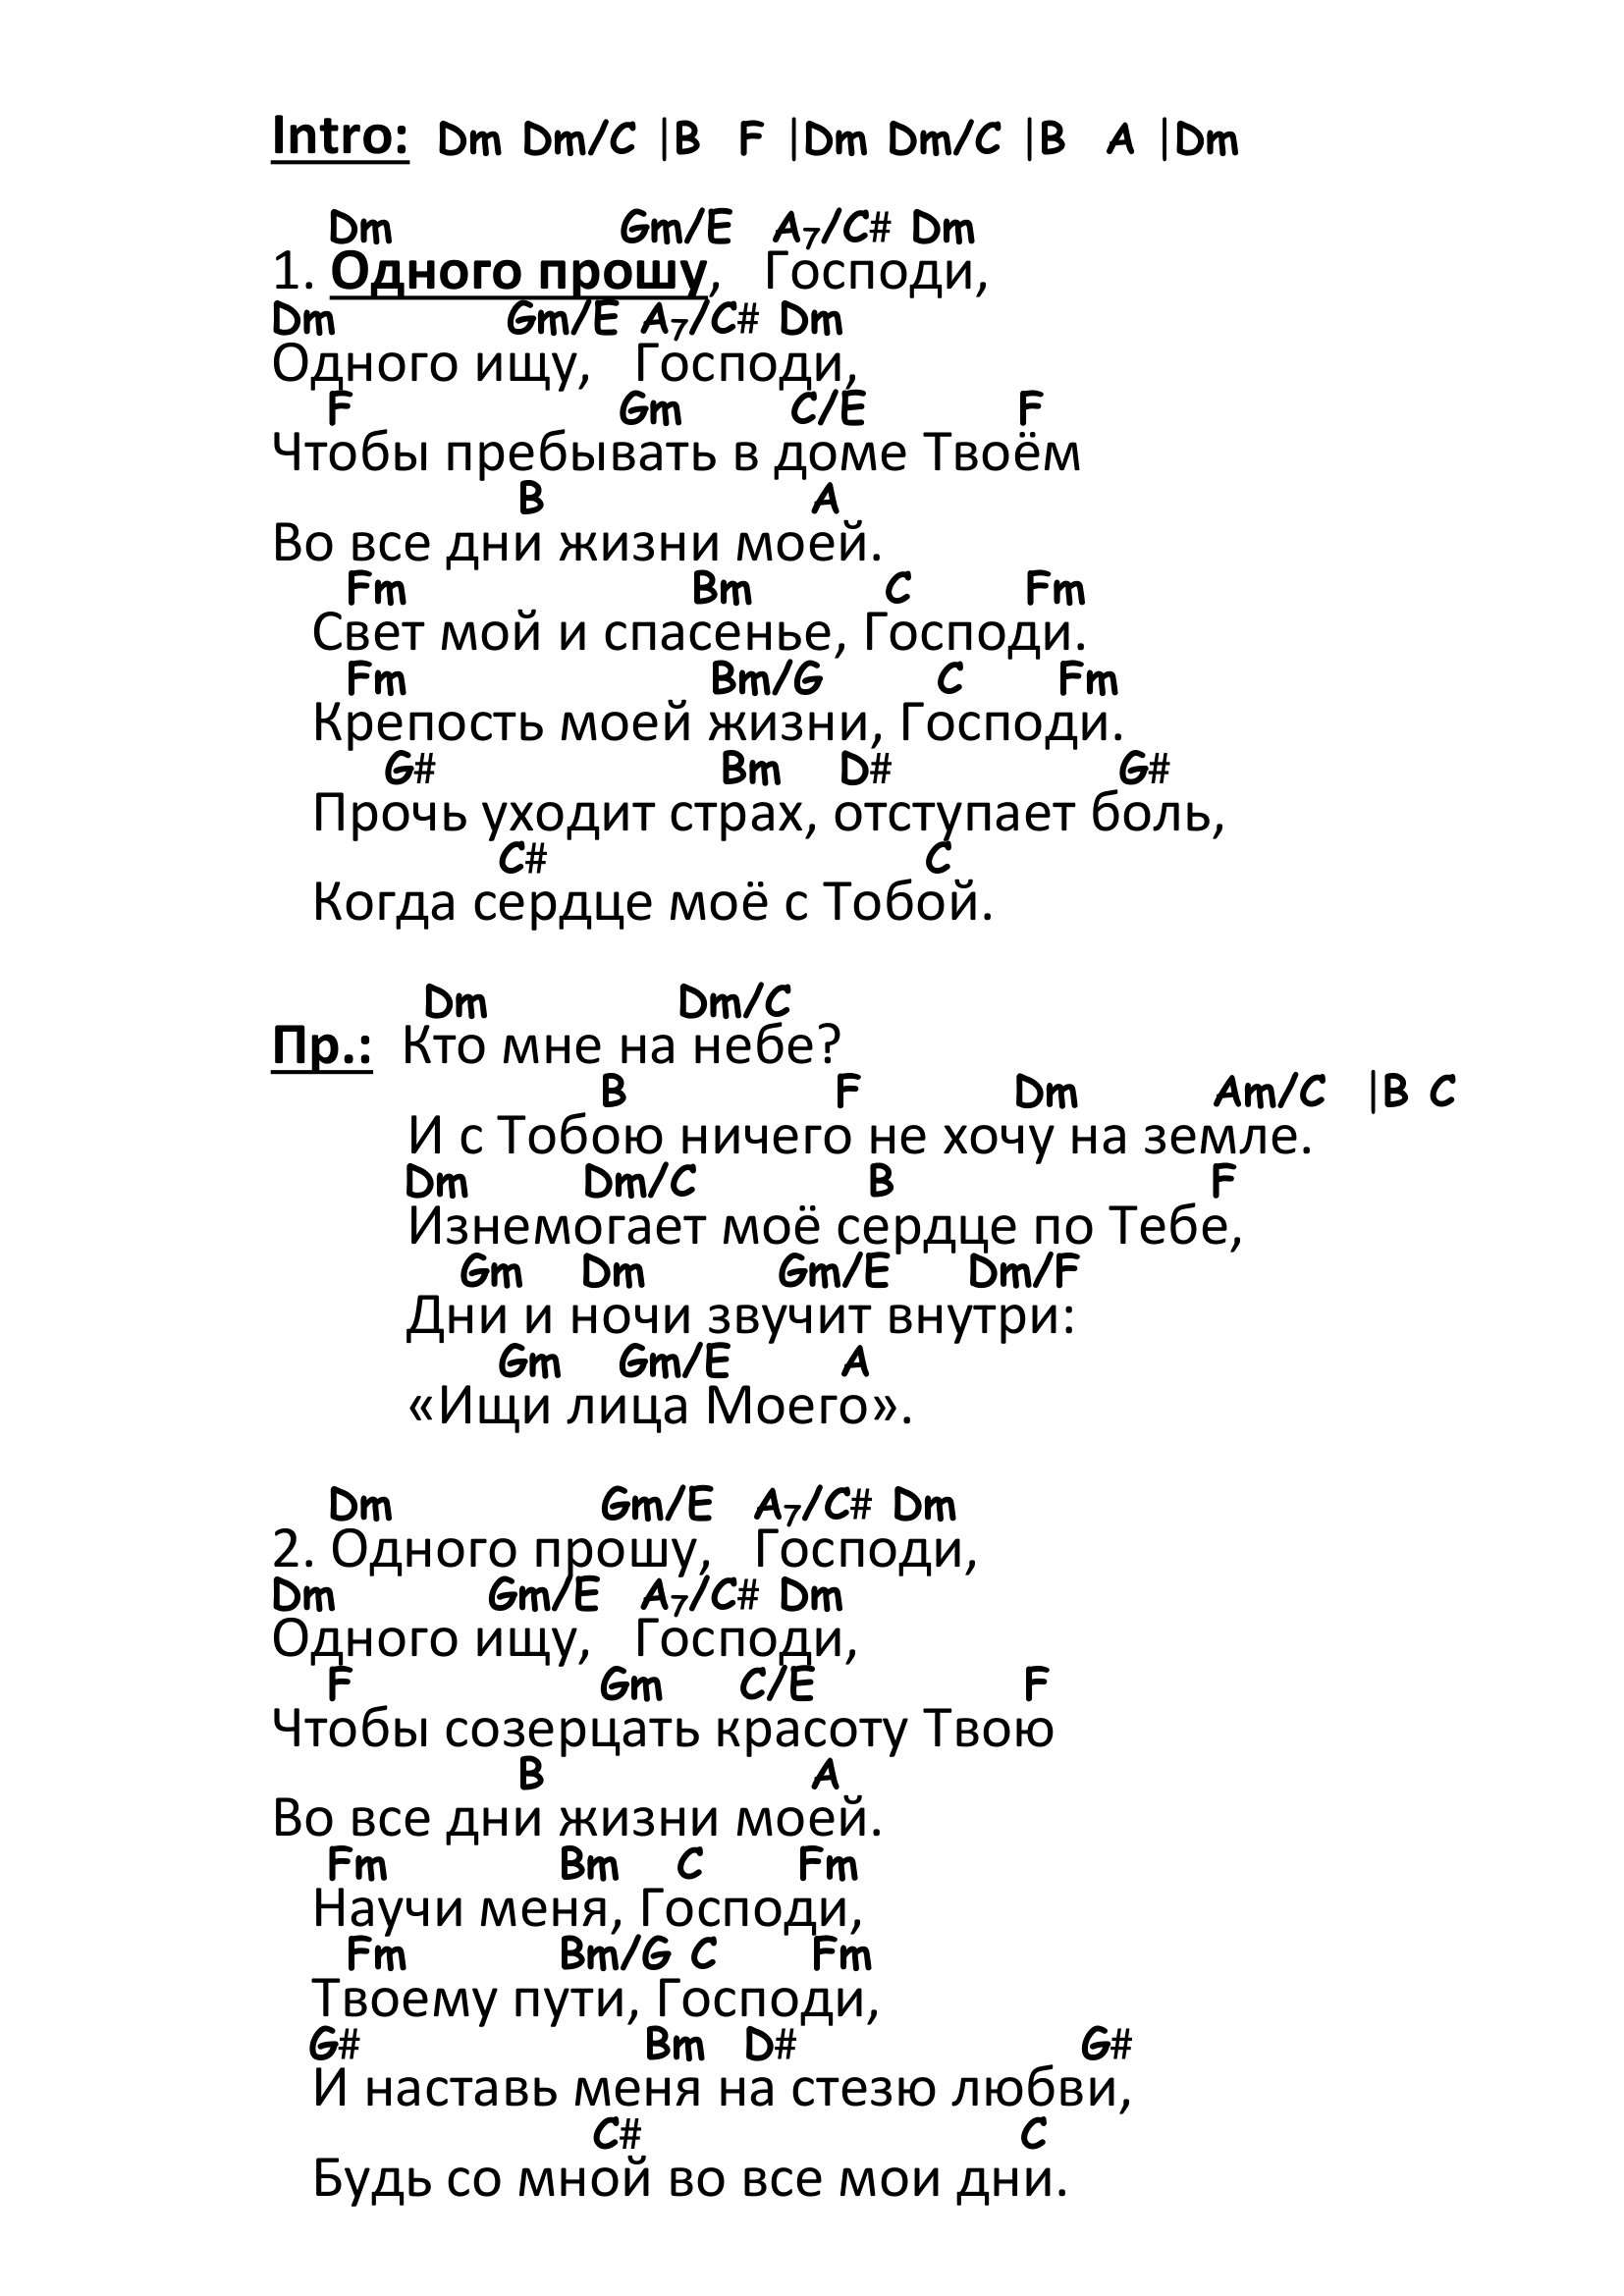 Intro: Dm Dm/C |B F |Dm Dm/C |B A |Dm
Dm Gm/E A7/C# Dm
1. Одного прошу, Господи,
Dm Gm/E A7/C# Dm
Одного ищу, Господи,
F Gm C/E F
Чтобы пребывать в доме Твоём
B A
Во все дни жизни моей.
Fm Bm C Fm
Свет мой и спасенье, Господи.
Fm Bm/G C Fm
Крепость моей жизни, Господи.
G# Bm D# G#
Прочь уходит страх, отступает боль,
C# C
Когда сердце моё с Тобой.
Dm Dm/C
Пр.: Кто мне на небе?
B F Dm Am/C |B C
И с Тобою ничего не хочу на земле.
Dm Dm/C B F
Изнемогает моё сердце по Тебе,
Gm Dm Gm/E Dm/F
Дни и ночи звучит внутри:
Gm Gm/E A
«Ищи лица Моего».
Dm Gm/E A7/C# Dm
2. Одного прошу, Господи,
Dm Gm/E A7/C# Dm
Одного ищу, Господи,
F Gm C/E F
Чтобы созерцать красоту Твою
B A
Во все дни жизни моей.
Fm Bm C Fm
Научи меня, Господи,
Fm Bm/G C Fm
Твоему пути, Господи,
G# Bm D# G#
И наставь меня на стезю любви,
C# C
Будь со мной во все мои дни.